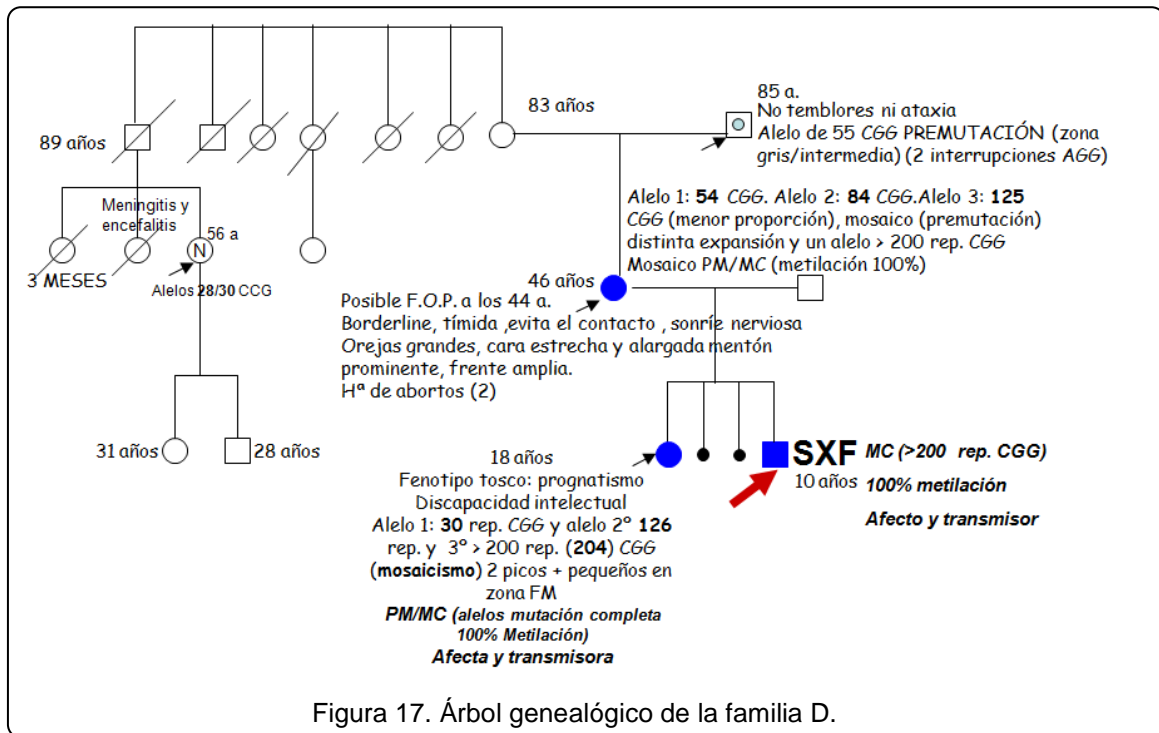 85 a.
No temblores ni ataxia
Alelo de 55 CGG PREMUTACIÓN (zona
gris/intermedia) (2 interrupciones AGG)
83 años
89 años
Meningitis y
encefalitis
56 a
N
3 MESES
Alelos 28/30 CCG
Alelo 1: 54 CGG. Alelo 2: 84 CGG.Alelo 3: 125
CGG (menor proporción), mosaico (premutación)
distinta expansión y un alelo > 200 rep. CGG
Mosaico PM/MC (metilación 100%)
46 años
Posible F.O.P. a los 44 a.
Borderline, tímida ,evita el contacto , sonríe nerviosa
Orejas grandes, cara estrecha y alargada mentón
prominente, frente amplia.
Hª de abortos (2)
31 años
28 años
18 años
Fenotipo tosco: prognatismo
Discapacidad intelectual
Alelo 1: 30 rep. CGG y alelo 2º 126
rep. y 3º > 200 rep. (204) CGG
(mosaicismo) 2 picos + pequeños en
zona FM
PM/MC (alelos mutación completa
100% Metilación)
Afecta y transmisora
SXF MC (>200 rep. CGG)
10 años 100% metilación
Afecto y transmisor
Figura 17. Árbol genealógico de la familia D.